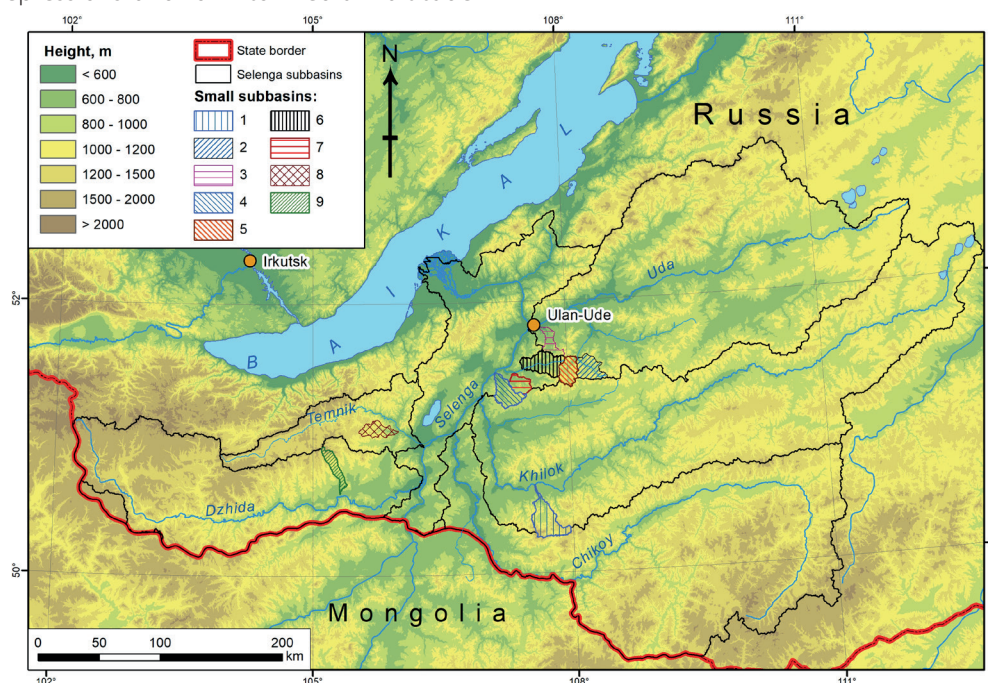 102°
105°
108°
111°
Height, m
< 600
600 - 800
800 - 1000
1000 - 1200
1200 - 1500
1500 - 2000
> 2000
State border
Selenga subbasins
Small subbasins:
1
2
3
4
5
6
7
8
9
N
Russia
BAIKAL
Irkutsk
52°
Uda
Ulan-Ude
Selenga
Temnik
Khilok
Dzhida
Chikoy
50°
Mongolia
0 50 100 200
km
102°
105°
108°
111°